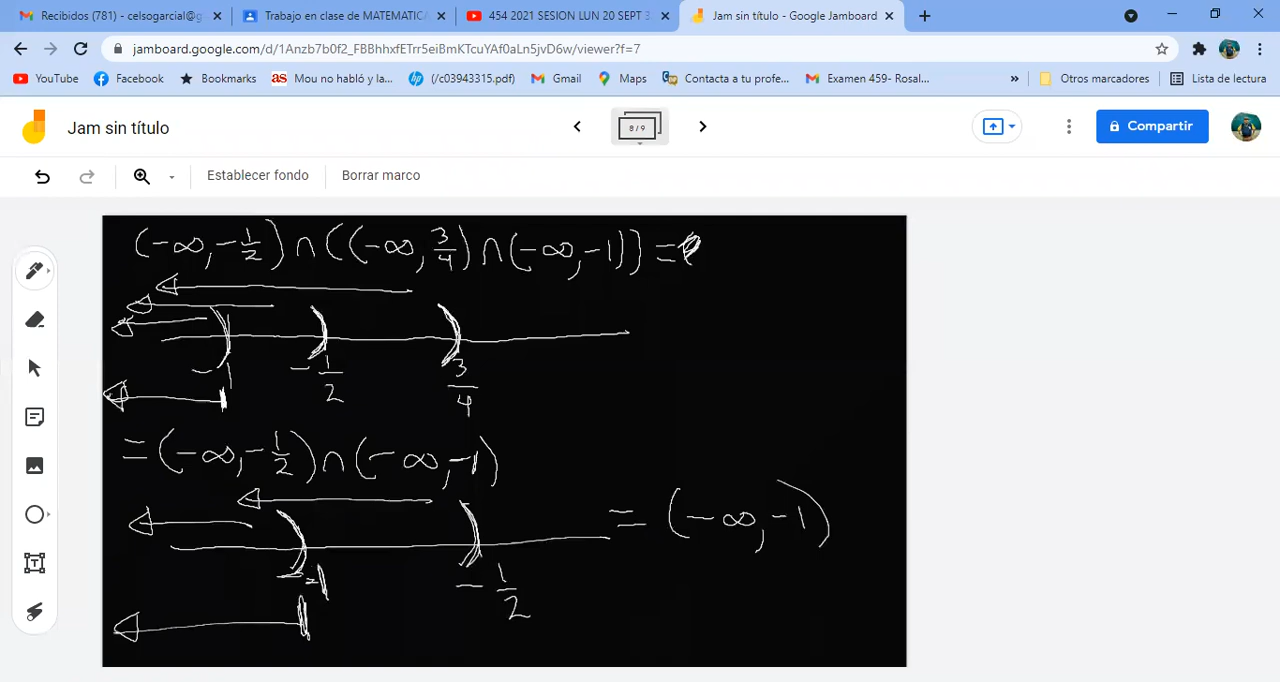 Recibidos (781) - celsogarcial@g
Trabajo en clase de MATEMATICA
454 2021 SESION LUN 20 SEPT 3.
Jam sin título - Google Jamboard
jamboard.google.com/d/1Anzb7b0f2_FBBhhxfETrr5eiBmKTcuYAf0aLn5jvD6w/viewer?f=7
YouTube
Facebook
Bookmarks
Mou no habló y la...
(/c03943315.pdf)
Gmail
Maps
Contacta a tu profe...
Examen 459- Rosal...
»
Otros marcadores
Lista de lectura
Jam sin título
8 / 9
Compartir
Establecer fondo
Borrar marco
(-∞, -1/2) ∩ ((-∞, 3/4) ∩ (-∞, -1)) =
-1 -1/2 3/4
= (-∞, -1/2) ∩ (-∞, -1)
= (-∞, -1)
-1 -1/2